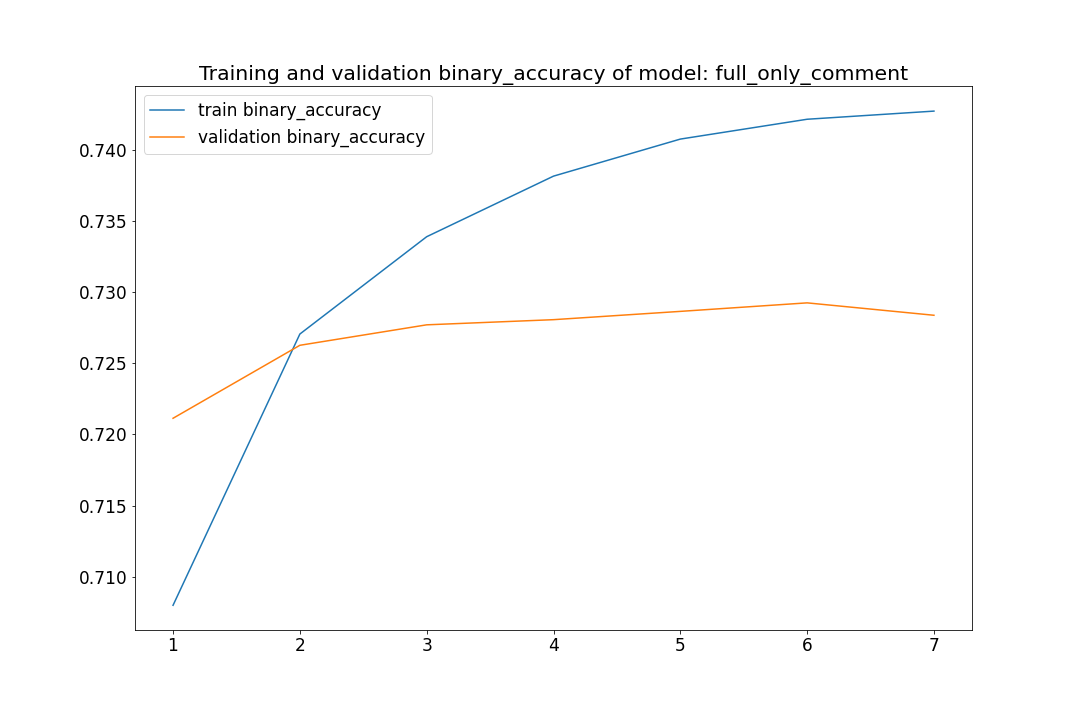 Training and validation binary_accuracy of model: full_only_comment
train binary_accuracy
validation binary_accuracy
0.740
0.735
0.730
0.725
0.720
0.715
0.710
1 2 3 4 5 6 7